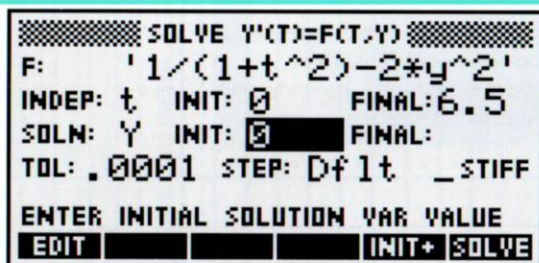 SOLVE Y'(T)=F(T,Y)
F: '1/(1+t^2)-2*y^2'
INDEP: t INIT: 0 FINAL: 6.5
SOLN: Y INIT: 0 FINAL:
TOL: .0001 STEP: Dflt _ STIFF
ENTER INITIAL SOLUTION VAR VALUE
EDIT INIT+ SOLVE